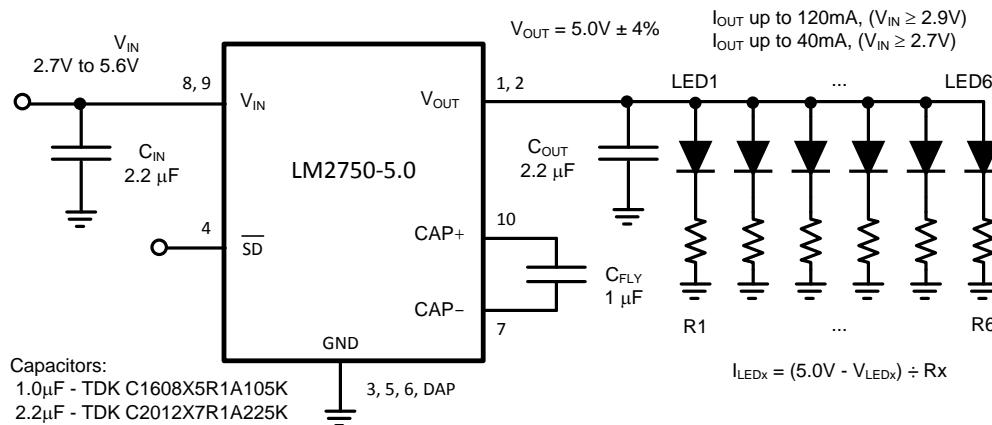 V_IN
2.7V to 5.6V
V_OUT = 5.0V ± 4%
I_OUT up to 120mA, (V_IN ≥ 2.9V)
I_OUT up to 40mA, (V_IN ≥ 2.7V)
8, 9
V_IN
V_OUT
1, 2
LED1
...
LED6
C_IN
2.2 μF
LM2750-5.0
C_OUT
2.2 μF
4
SD
CAP+
10
C_FLY
1 μF
CAP−
7
R1
...
R6
GND
3, 5, 6, DAP
I_LEDx = (5.0V - V_LEDx) ÷ Rx
Capacitors:
1.0μF - TDK C1608X5R1A105K
2.2μF - TDK C2012X7R1A225K